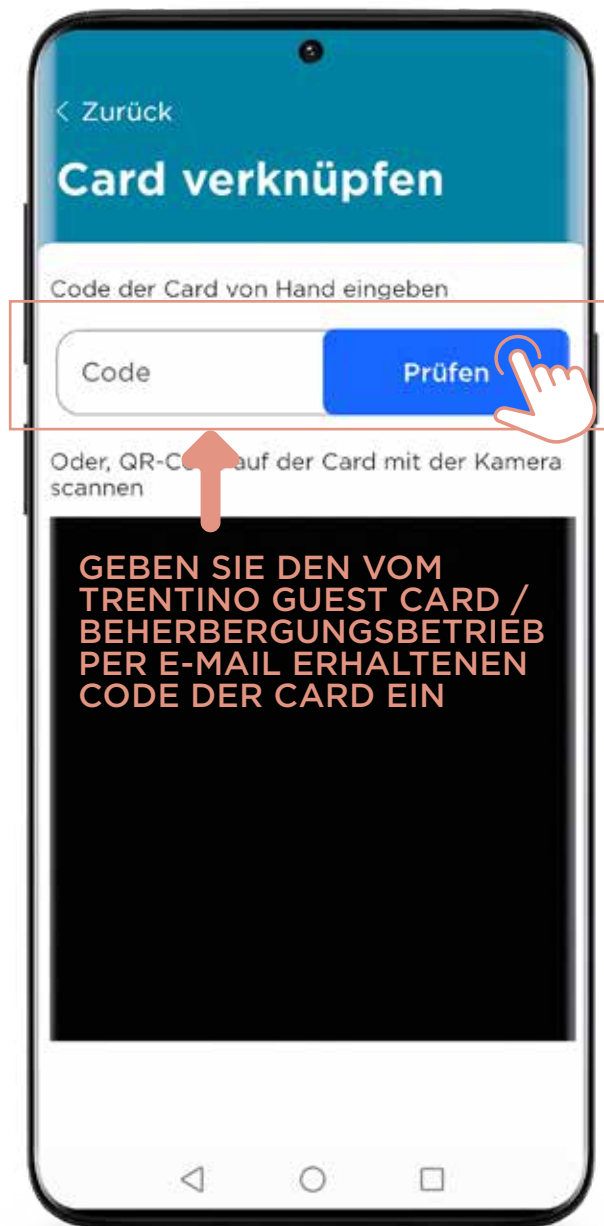 < Zurück
Card verknüpfen
Code der Card von Hand eingeben
Code
Prüfen
Oder, QR-C auf der Card mit der Kamera
scannen
GEBEN SIE DEN VOM
TRENTINO GUEST CARD /
BEHERBERGUNGSBETRIEB
PER E-MAIL ERHALTENEN
CODE DER CARD EIN